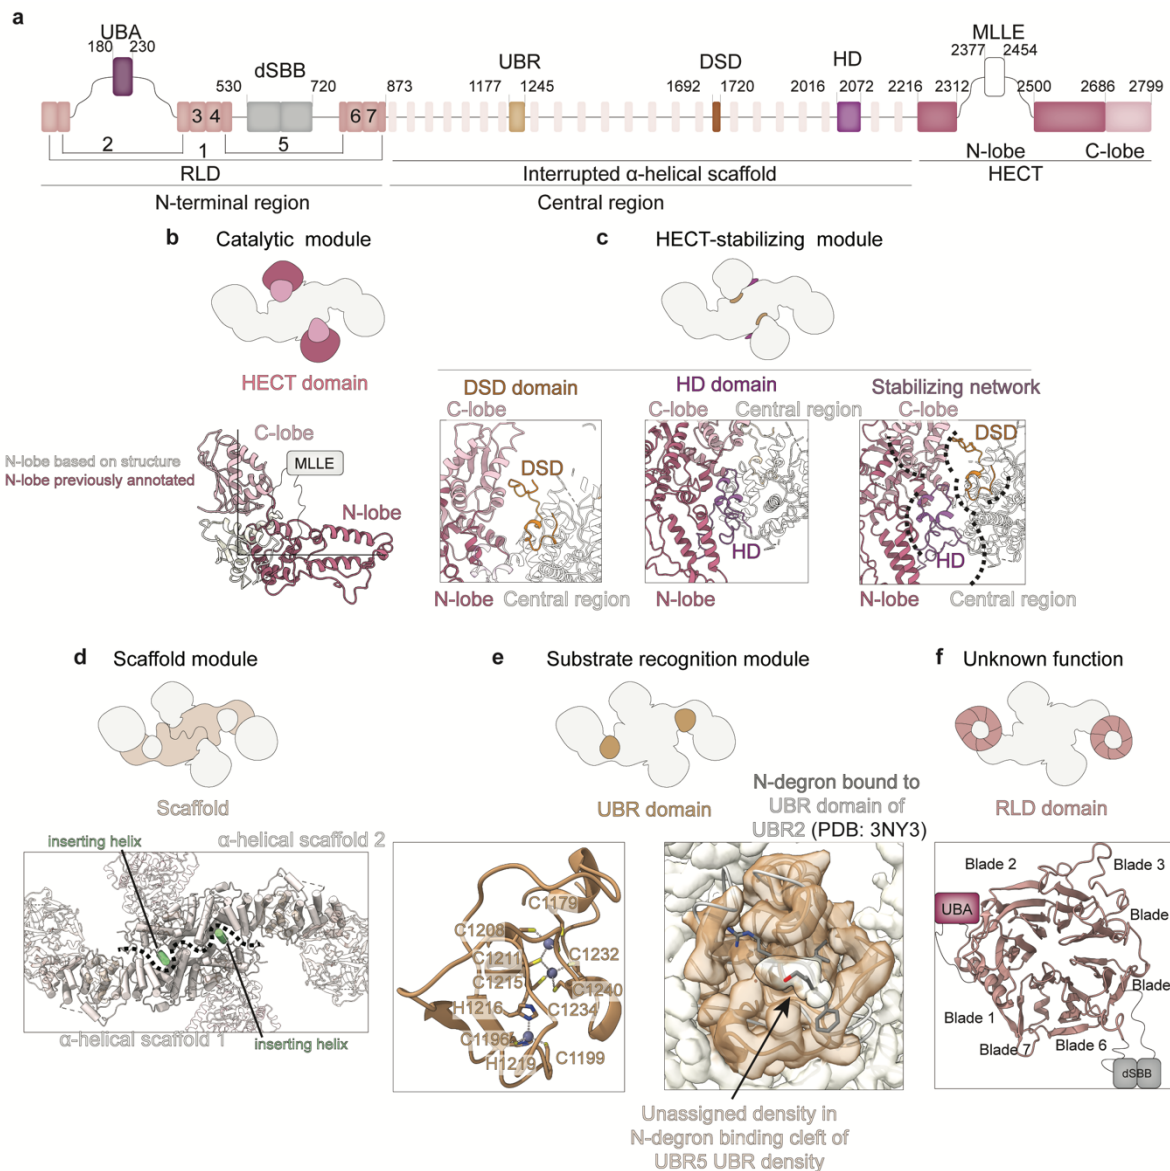 a
UBA
180 230
dSBB
530 720
873
UBR
1177 1245
DSD
1692 1720
HD
2016 2072
2216 2312
MLLE
2377 2454
2500 2686 2799
3 4 6 7
2 1 5
N-lobe C-lobe
RLD Interrupted α-helical scaffold HECT
N-terminal region Central region
b Catalytic module
HECT domain
C-lobe
MLLE
N-lobe based on structure
N-lobe previously annotated
N-lobe
c HECT-stabilizing module
DSD domain
C-lobe
DSD
N-lobe Central region
HD domain
C-lobe Central region
HD
N-lobe
Stabilizing network
C-lobe
DSD
HD
N-lobe Central region
d Scaffold module
Scaffold
inserting helix α-helical scaffold 2
α-helical scaffold 1 inserting helix
e Substrate recognition module
UBR domain
N-degron bound to
UBR domain of
UBR2 (PDB: 3NY3)
C1179
C1208
C1232
C1211
C1215
C1240
H1216
C1234
C1196
C1199
H1219
Unassigned density in
N-degron binding cleft of
UBR5 UBR density
f Unknown function
RLD domain
Blade 2 Blade 3
UBA
Blade
Blade
Blade 1
Blade 7 Blade 6
dSBB